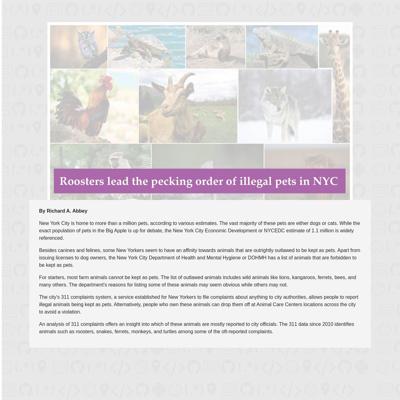 Roosters lead the pecking order of illegal pets in NYC
By Richard A. Abbey
New York City is home to more than a million pets, according to various estimates. The vast majority of these pets are either dogs or cats. While the
exact population of pets in the Big Apple is up for debate, the New York City Economic Development or NYCEDC estimate of 1.1 million is widely
referenced.
Besides canines and felines, some New Yorkers seem to have an affinity towards animals that are outrightly outlawed to be kept as pets. Apart from
issuing licenses to dog owners, the New York City Department of Health and Mental Hygiene or DOHMH has a list of animals that are forbidden to
be kept as pets.
For starters, most farm animals cannot be kept as pets. The list of outlawed animals includes wild animals like lions, kangaroos, ferrets, bees, and
many others. The department's reasons for listing some of these animals may seem obvious while others may not.
The city's 311 complaints system, a service established for New Yorkers to file complaints about anything to city authorities, allows people to report
illegal animals being kept as pets. Alternatively, people who own these animals can drop them off at Animal Care Centers locations across the city
to avoid a violation.
An analysis of 311 complaints offers an insight into which of these animals are mostly reported to city officials. The 311 data since 2010 identifies
animals such as roosters, snakes, ferrets, monkeys, and turtles among some of the oft-reported complaints.